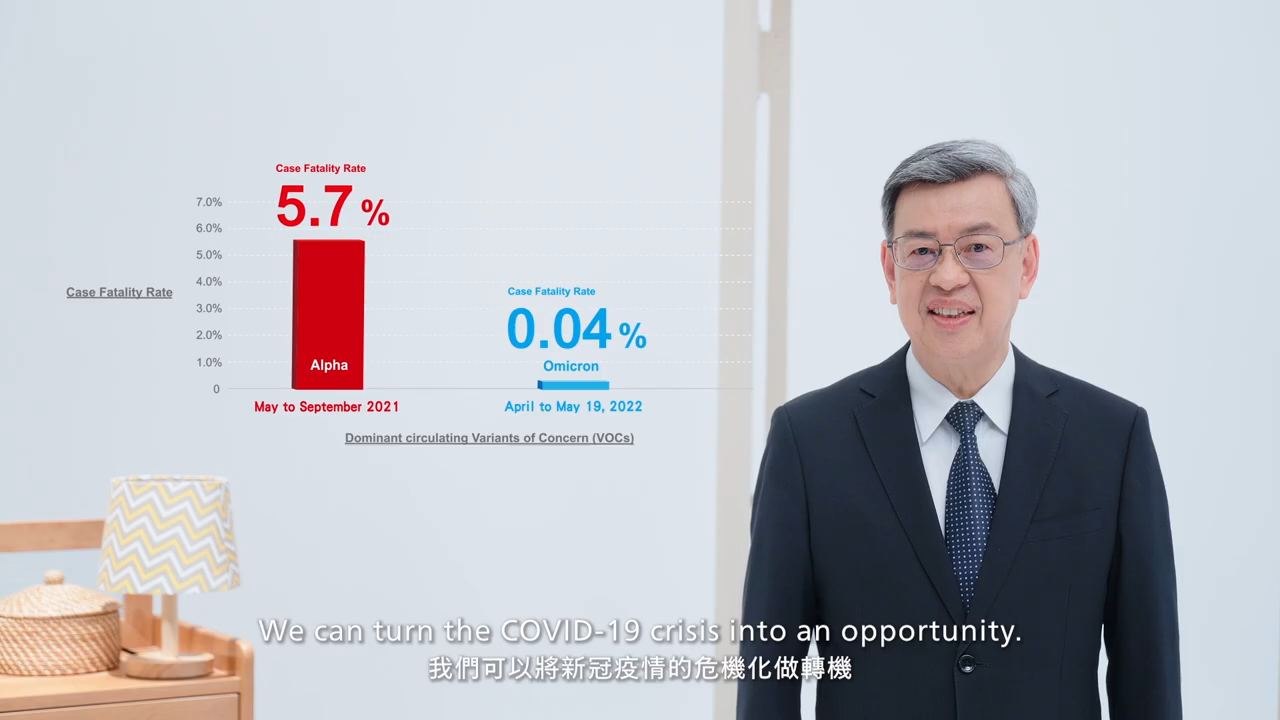 Case Fatality Rate
5.7 %
7.0%
6.0%
5.0%
4.0%
3.0%
2.0%
1.0%
0
Case Fatality Rate
Alpha
May to September 2021
Case Fatality Rate
0.04 %
Omicron
April to May 19, 2022
Dominant circulating Variants of Concern (VOCs)
We can turn the COVID-19 crisis into an opportunity.
我們可以將新冠疫情的危機化做轉機